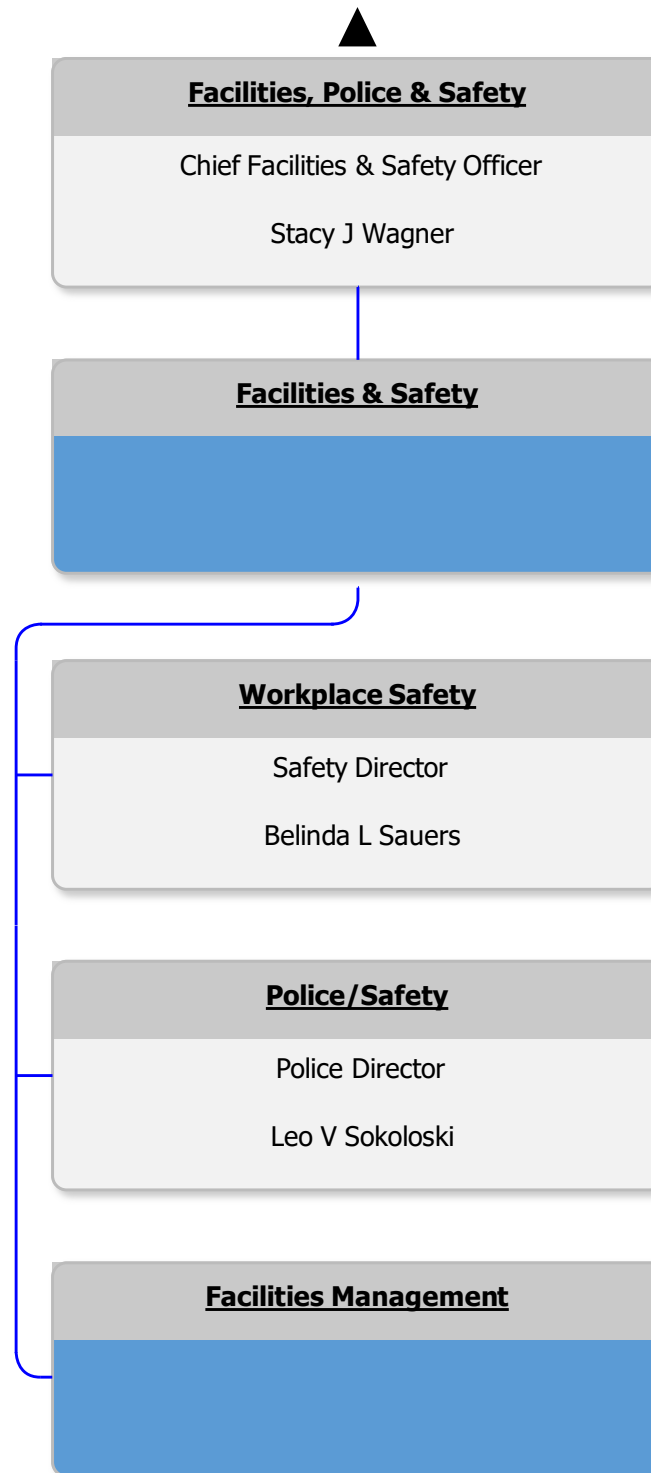 Facilities, Police & Safety
Chief Facilities & Safety Officer
Stacy J Wagner
Facilities & Safety
Workplace Safety
Safety Director
Belinda L Sauers
Police/Safety
Police Director
Leo V Sokoloski
Facilities Management